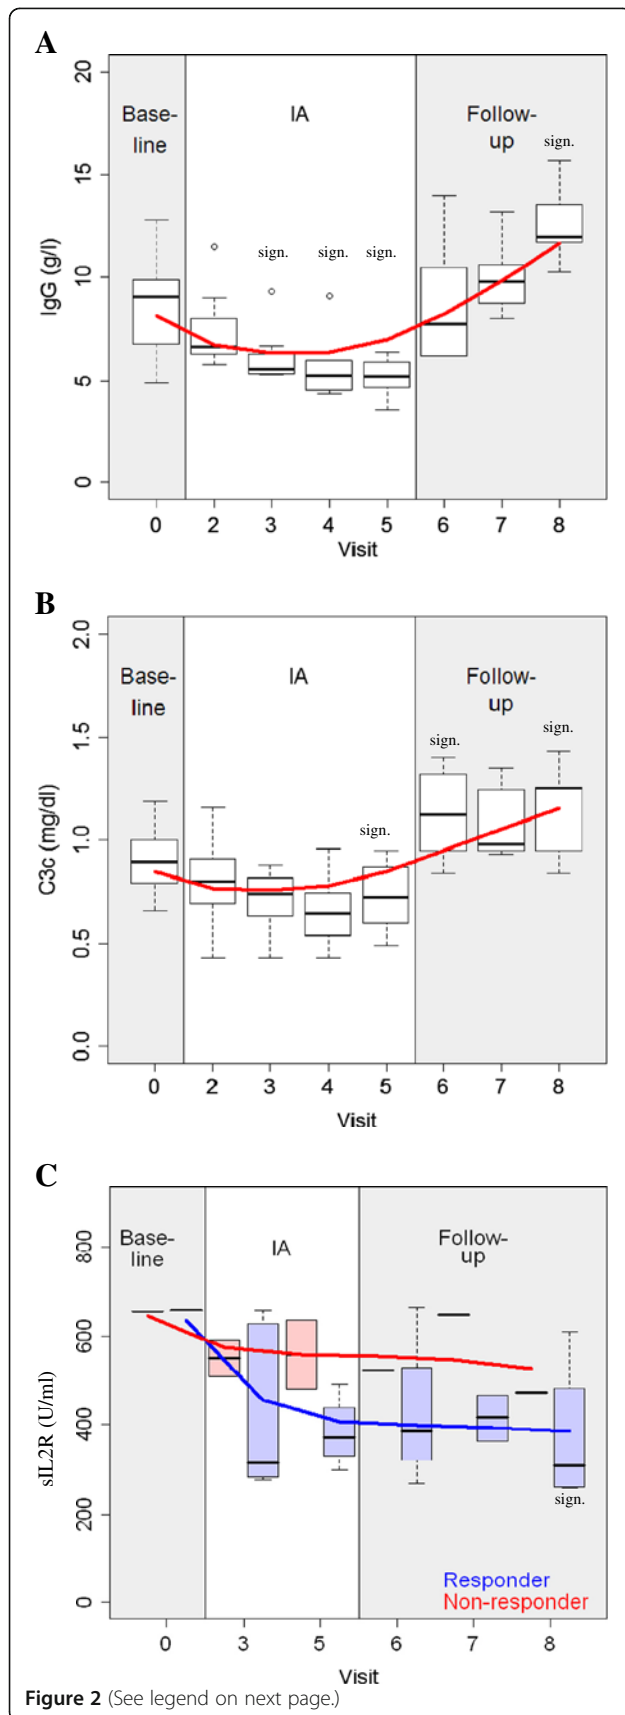 A
20
15
10
5
0
IgG (g/l)
Base-
line
IA
Follow-
up
sign.
sign.
sign.
sign.
0 2 3 4 5 6 7 8
Visit
B
2.0
1.5
1.0
0.5
0.0
C3c (mg/dl)
Base-
line
IA
Follow-
up
sign.
sign.
sign.
0 2 3 4 5 6 7 8
Visit
C
800
600
400
200
0
sIL2R (U/ml)
Base-
line
IA
Follow-
up
sign.
Responder
Non-responder
0 3 5 6 7 8
Visit
Figure 2 (See legend on next page.)